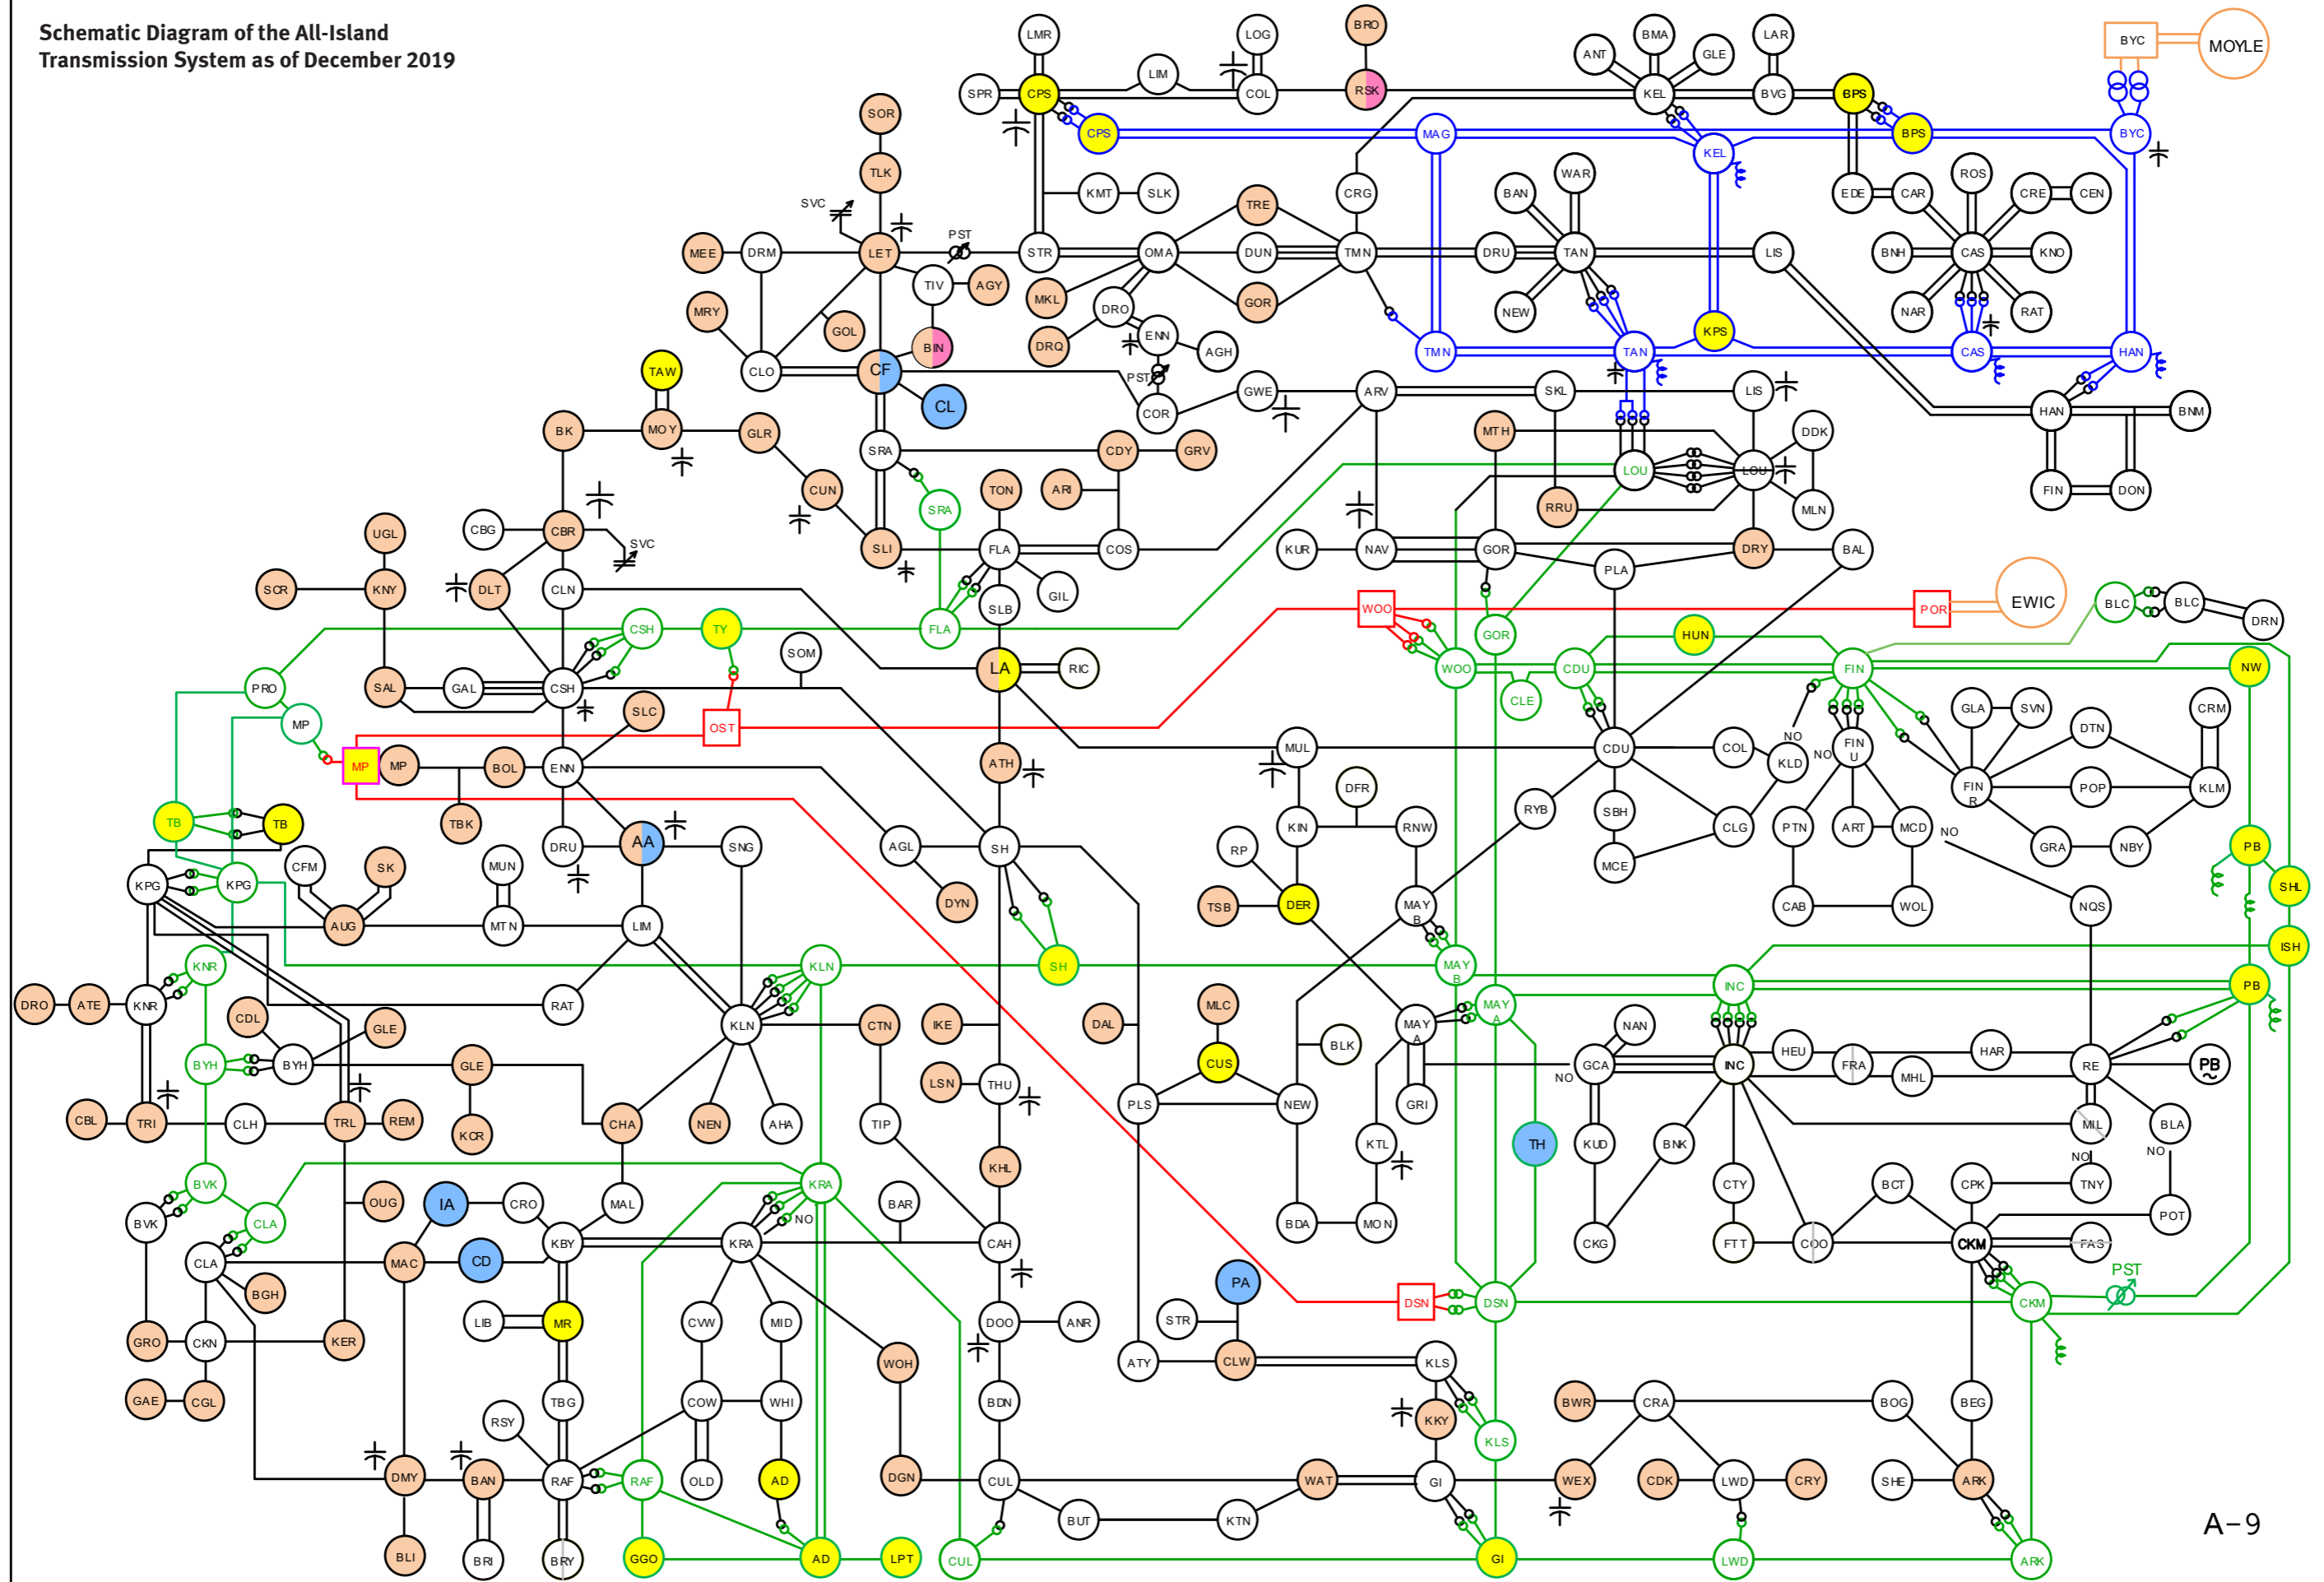 Schematic Diagram of the All-Island
Transmission System as of December 2019
LMR
LOG
BRO
ANT
BMA
GLE
LAR
BYC
MOYLE
SPR
CPS
LIM
COL
RSK
KEL
BVG
BPS
SOR
CPS
MAG
KEL
BPS
BYC
TLK
SVC
KMT
SLK
TRE
CRG
BAN
WAR
EDE
CAR
ROS
CRE
CEN
MEE
DRM
LET
PST
STR
OMA
DUN
TMN
DRU
TAN
LIS
BNH
CAS
KNO
TIV
AGY
MKL
DRO
GOR
NEW
NAR
RAT
MRY
GOL
BIN
DRQ
ENN
AGH
TMN
TAN
KPS
CAS
HAN
TAW
CLO
CF
PST
CL
COR
GWE
ARV
SKL
LIS
HAN
BNM
BK
MOY
GLR
SRA
CDY
GRV
MTH
DDK
LOU
LOU
CUN
SRA
TON
ARI
RRU
MLN
FIN
DON
UGL
CBG
CBR
SVC
SLI
FLA
COS
KUR
NAV
GOR
PLA
DRY
BAL
SCR
KNY
DLT
CLN
SLB
GIL
WOO
POR
EWIC
BLC
BLC
DRN
CSH
TY
FLA
GOR
HUN
SOM
LA
RIC
WOO
CDU
CLE
FIN
NW
PRO
SAL
GAL
CSH
MP
SLC
OST
GLA
SVN
DTN
CRM
NO
MP
MP
BOL
ENN
ATH
MUL
CDU
COL
KLD
NO
FIN
U
FIN
R
POP
KLM
TBK
DFR
RYB
SBH
CLG
PTN
ART
MCD
NO
TB
TB
DRU
AA
SNG
AGL
SH
RP
KIN
RNW
MCE
GRA
NBY
PB
KPG
KPG
CFM
SK
MUN
DYN
TSB
DER
MAY
B
CAB
WOL
NQS
SHL
AUG
MTN
LIM
KNR
KLN
SH
MAY
B
ISH
INC
PB
DRO
ATE
KNR
CDL
GLE
RAT
KLN
CTN
IKE
DAL
MLC
MAY
A
MAY
A
NAN
BYH
BYH
GLE
BLK
CUS
GCA
NO
INC
HEU
FRA
HAR
MHL
RE
PB
LSN
THU
CBL
TRI
CLH
TRL
REM
KCR
CHA
NEN
AHA
TIP
PLS
NEW
GRI
KTL
TH
KUD
BNK
MIL
BLA
NO
NO
BVK
KRA
KHL
CTY
BCT
CPK
TNY
BVK
CLA
OUG
IA
CRO
MAL
NO
BAR
BDA
MON
POT
CLA
MAC
CD
KBY
KRA
CAH
CKG
FTT
COO
CKM
FAS
BGH
PA
PST
DSN
DSN
CKM
GRO
CKN
KER
LIB
MR
CVW
MID
DOO
ANR
STR
WOH
ATY
CLW
KLS
GAE
CGL
TBG
COW
WHI
BDN
KKY
BWR
CRA
BOG
BEG
RSY
KLS
DMY
BAN
RAF
RAF
OLD
AD
DGN
CUL
WAT
GI
WEX
CDK
LWD
CRY
SHE
ARK
BUT
KTN
BLI
BRI
BRY
GGO
AD
LPT
CUL
GI
LWD
ARK
A-9